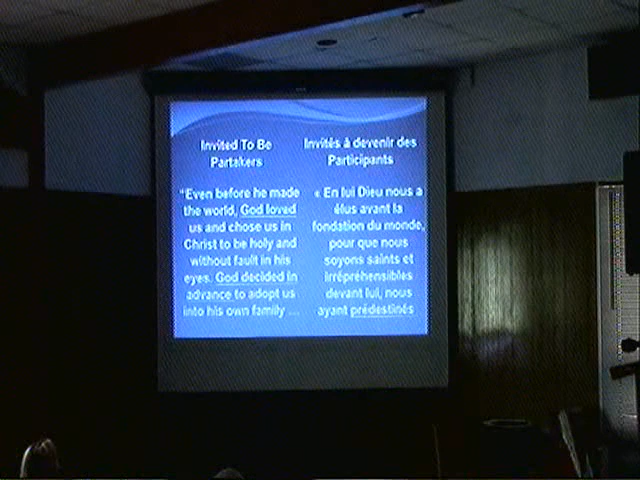 Invited To Be
Partakers
"Even before he made
the world, God loved
us and chose us in
Christ to be holy and
without fault in his
eyes. God decided in
advance to adopt us
into his own family ...
Invités à devenir des
Participants
« En lui Dieu nous a
élus avant la
fondation du monde,
pour que nous
soyons saints et
irrépréhensibles
devant lui, nous
ayant prédestinés